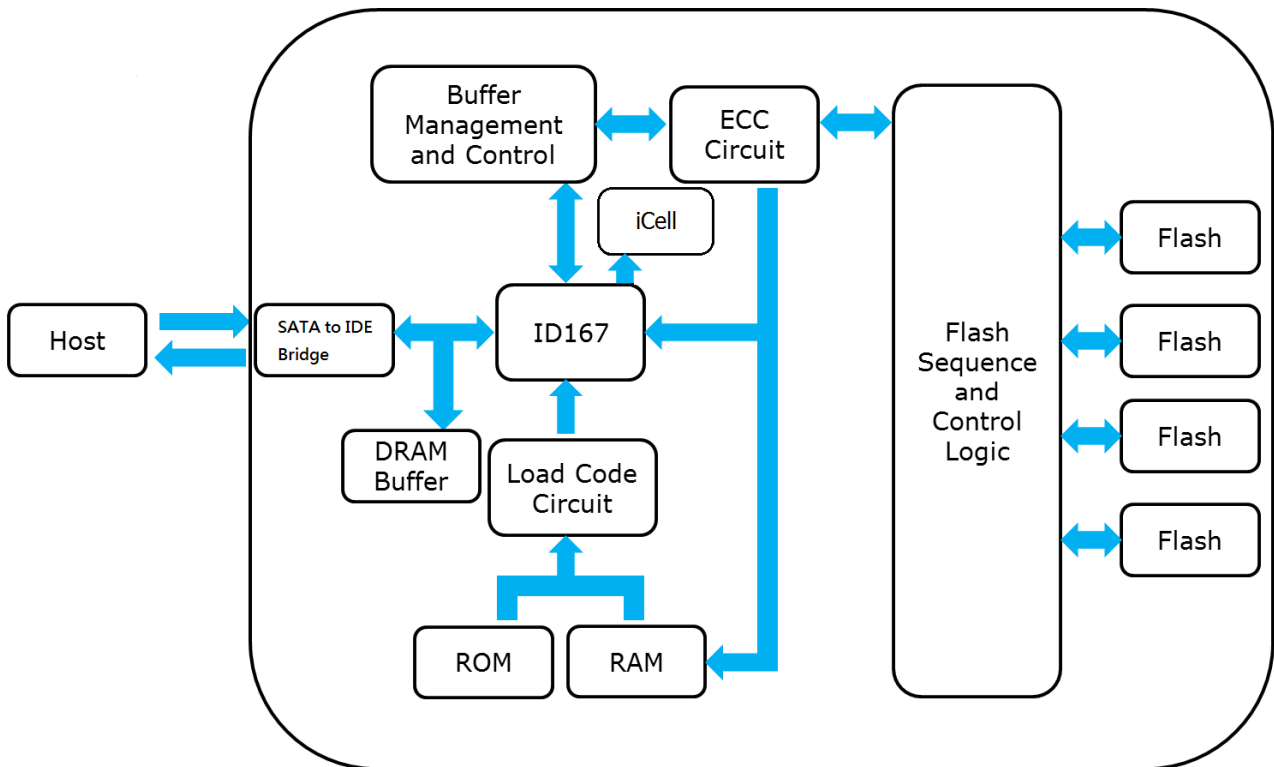 Buffer
Management
and Control
ECC
Circuit
iCell
Flash
Host
SATA to IDE
Bridge
ID167
Flash
Sequence
and
Control
Logic
Flash
Flash
DRAM
Buffer
Load Code
Circuit
Flash
ROM
RAM